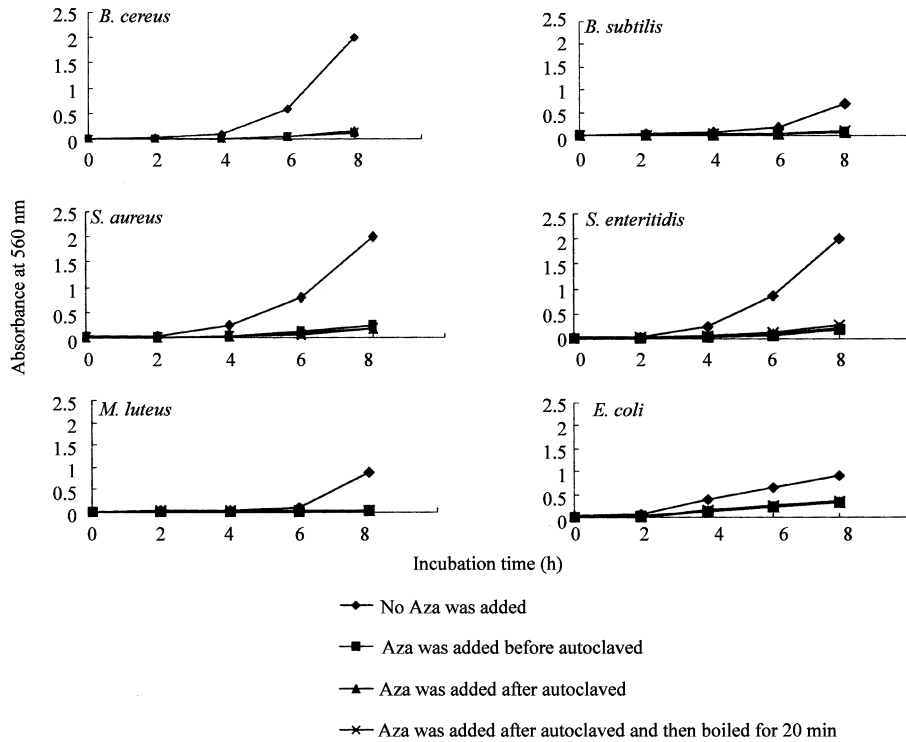 B. cereus
2.5
2
1.5
1
0.5
0
0 2 4 6 8
B. subtilis
2.5
2
1.5
1
0.5
0
0 2 4 6 8
Absorbance at 560 nm
S. aureus
2.5
2
1.5
1
0.5
0
0 2 4 6 8
S. enteritidis
2.5
2
1.5
1
0.5
0
0 2 4 6 8
M. luteus
2.5
2
1.5
1
0.5
0
0 2 4 6 8
E. coli
2.5
2
1.5
1
0.5
0
0 2 4 6 8
Incubation time (h)
No Aza was added
Aza was added before autoclaved
Aza was added after autoclaved
Aza was added after autoclaved and then boiled for 20 min